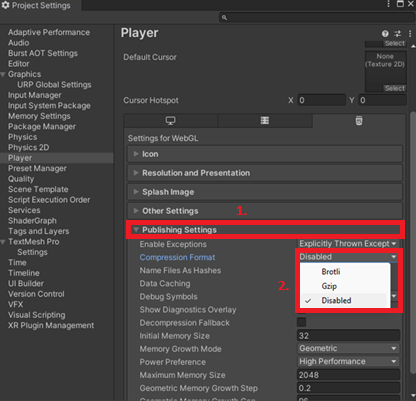 Project Settings
Adaptive Performance
Audio
Burst AOT Settings
Editor
Graphics
URP Global Settings
Input Manager
Input System Package
Memory Settings
Package Manager
Physics
Physics 2D
Player
Preset Manager
Quality
Scene Template
Script Execution Order
Services
ShaderGraph
Tags and Layers
TextMesh Pro
Settings
Time
Timeline
UI Builder
Version Control
VFX
Visual Scripting
XR Plugin Management
Player
Select
Default Cursor
None
(Texture 2D)
Select
Cursor Hotspot X 0 Y 0
Settings for WebGL
Icon
Resolution and Presentation
Splash Image
Other Settings
1.
Publishing Settings
Enable Exceptions Explicitly Thrown Except
Compression Format Disabled
Name Files As Hashes
Data Caching
Debug Symbols
Show Diagnostics Overlay
2.
Brotli
Gzip
Disabled
Decompression Fallback
Initial Memory Size 32
Memory Growth Mode Geometric
Power Preference High Performance
Maximum Memory Size 2048
Geometric Memory Growth Step 0.2